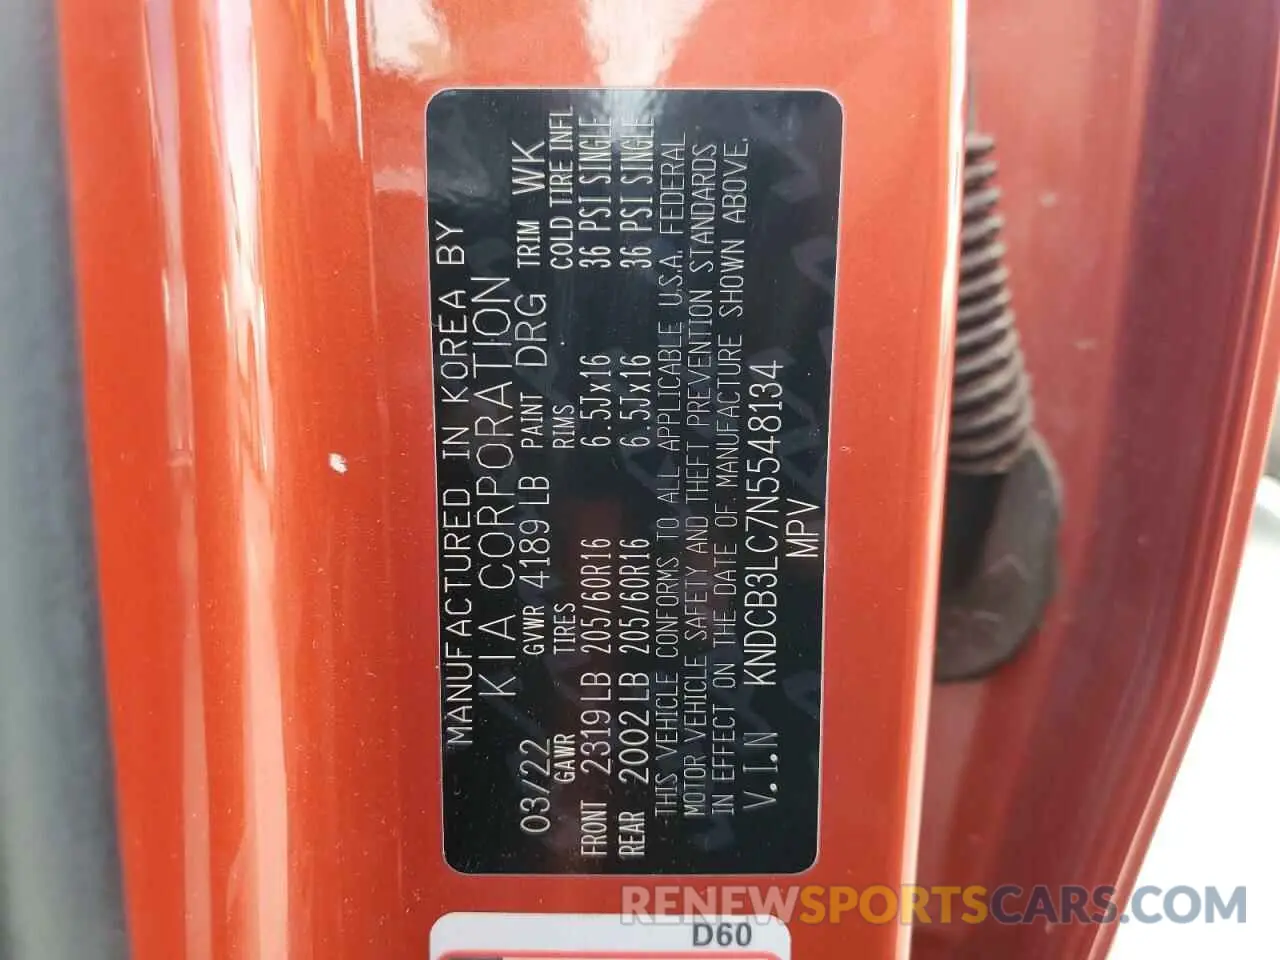 MANUFACTURED IN KOREA BY
KIA CORPORATION
03/22 GVWR 4189 LB PAINT DRG TRIM WK
GAWR TIRES RIMS COLD TIRE INFL
FRONT 2319 LB 205/60R16 6.5Jx16 36 PSI SINGLE
REAR 2002 LB 205/60R16 6.5Jx16 36 PSI SINGLE
THIS VEHICLE CONFORMS TO ALL APPLICABLE U.S.A. FEDERAL
MOTOR VEHICLE SAFETY AND THEFT PREVENTION STANDARDS
IN EFFECT ON THE DATE OF MANUFACTURE SHOWN ABOVE.
V.I.N KNDCB3LC7N5548134
MPV
D60
RENEWSPORTSCARS.COM